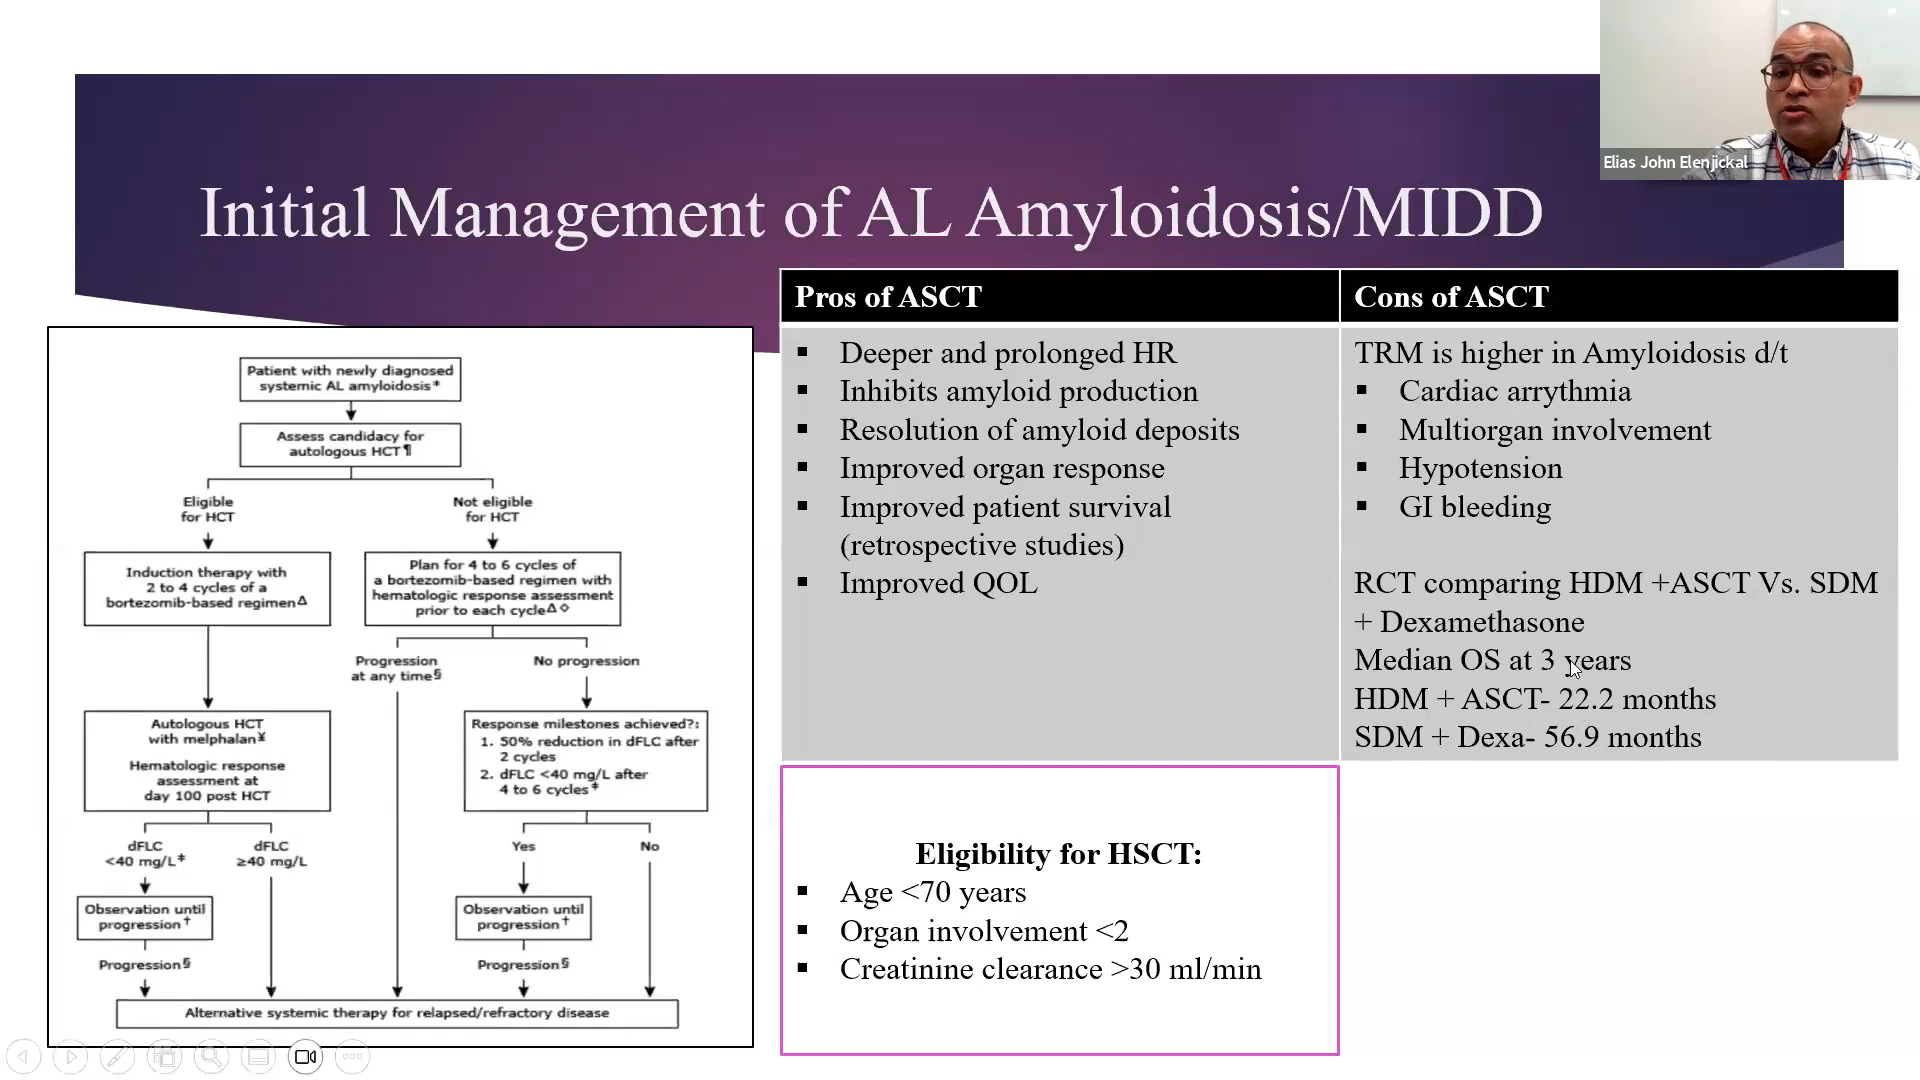 Elias John Elenjickal
Initial Management of AL Amyloidosis/MIDD
Patient with newly diagnosed
systemic AL amyloidosis*
Assess candidacy for
autologous HCT¶
Eligible
for HCT
Not eligible
for HCT
Induction therapy with
2 to 4 cycles of a
bortezomib-based regimenΔ
Plan for 4 to 6 cycles of
a bortezomib-based regimen with
hematologic response assessment
prior to each cycleΔ◇
Progression
at any time§
No progression
Autologous HCT
with melphalan¥
Hematologic response
assessment at
day 100 post HCT
Response milestones achieved?:
1. 50% reduction in dFLC after
2 cycles
2. dFLC <40 mg/L after
4 to 6 cycles‡
dFLC
<40 mg/L‡
dFLC
≥40 mg/L
Yes
No
Observation until
progression†
Observation until
progression†
Progression§
Progression§
Alternative systemic therapy for relapsed/refractory disease
Pros of ASCT
▪ Deeper and prolonged HR
▪ Inhibits amyloid production
▪ Resolution of amyloid deposits
▪ Improved organ response
▪ Improved patient survival
(retrospective studies)
▪ Improved QOL
Cons of ASCT
TRM is higher in Amyloidosis d/t
▪ Cardiac arrythmia
▪ Multiorgan involvement
▪ Hypotension
▪ GI bleeding
RCT comparing HDM +ASCT Vs. SDM
+ Dexamethasone
Median OS at 3 years
HDM + ASCT- 22.2 months
SDM + Dexa- 56.9 months
Eligibility for HSCT:
▪ Age <70 years
▪ Organ involvement <2
▪ Creatinine clearance >30 ml/min